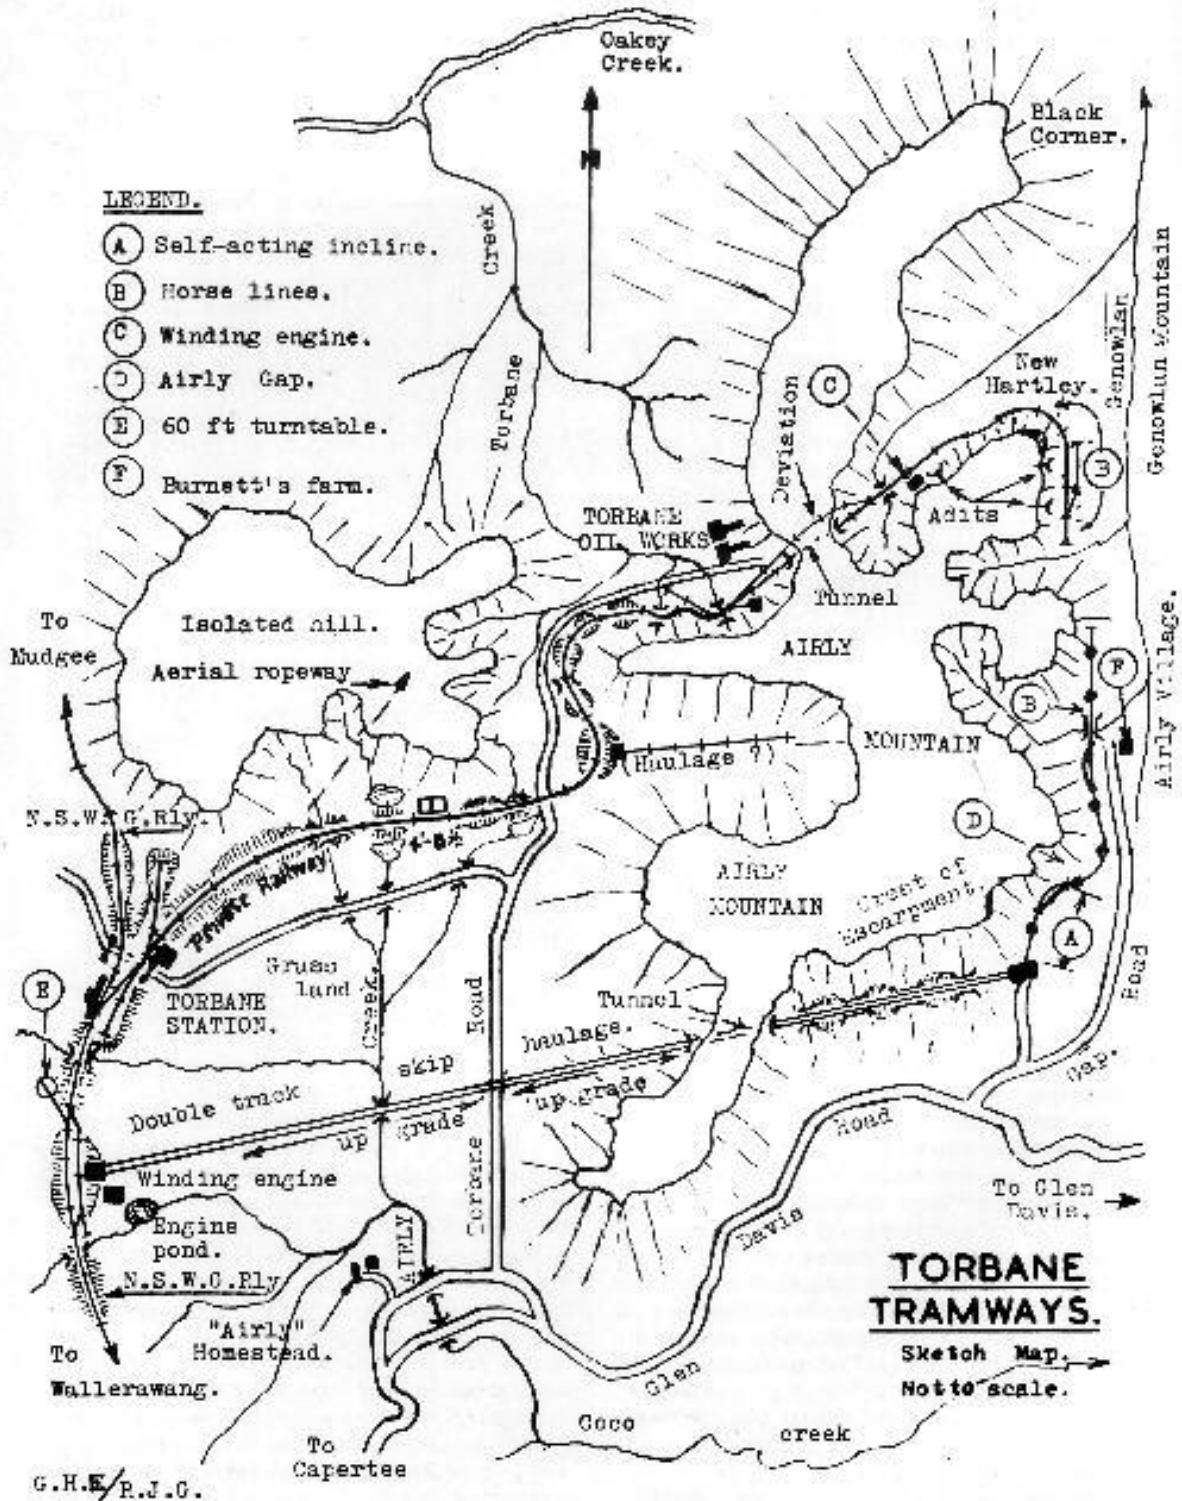 Oakey
Creek.
Black
Corner.
N
LEGEND.
A Self-acting incline.
B Horse lines.
C Winding engine.
D Airly Gap.
E 60 ft turntable.
F Burnett's farm.
Creek
Torbane
Deviation
C
New
Hartley.
Genowlan
Genowlan Mountain
B
Adits
TORBANE
OIL WORKS
Tunnel
To
Mudgee
Isolated hill.
Aerial ropeway
AIRLY
MOUNTAIN
F
B
Airly Village.
(Haulage ?)
N.S.W.G.Rly.
Private Railway
4'-8½
D
AIRLY
MOUNTAIN
Crest of
Escarpment.
A
Road
Grass
land
E
TORBANE
STATION.
Creek.
Road
Tunnel
haulage.
skip
Double track
up grade
up grade
Gap.
Road
Winding engine
Engine
pond.
N.S.W.G.Rly
Torbane
AIRLY
Davis
To Glen
Davis.
"Airly"
Homestead.
To
Wallerawang.
TORBANE
TRAMWAYS.
Sketch Map.
Not to scale.
Glen
Coco creek
To
Capertee
G.H.E/R.J.G.